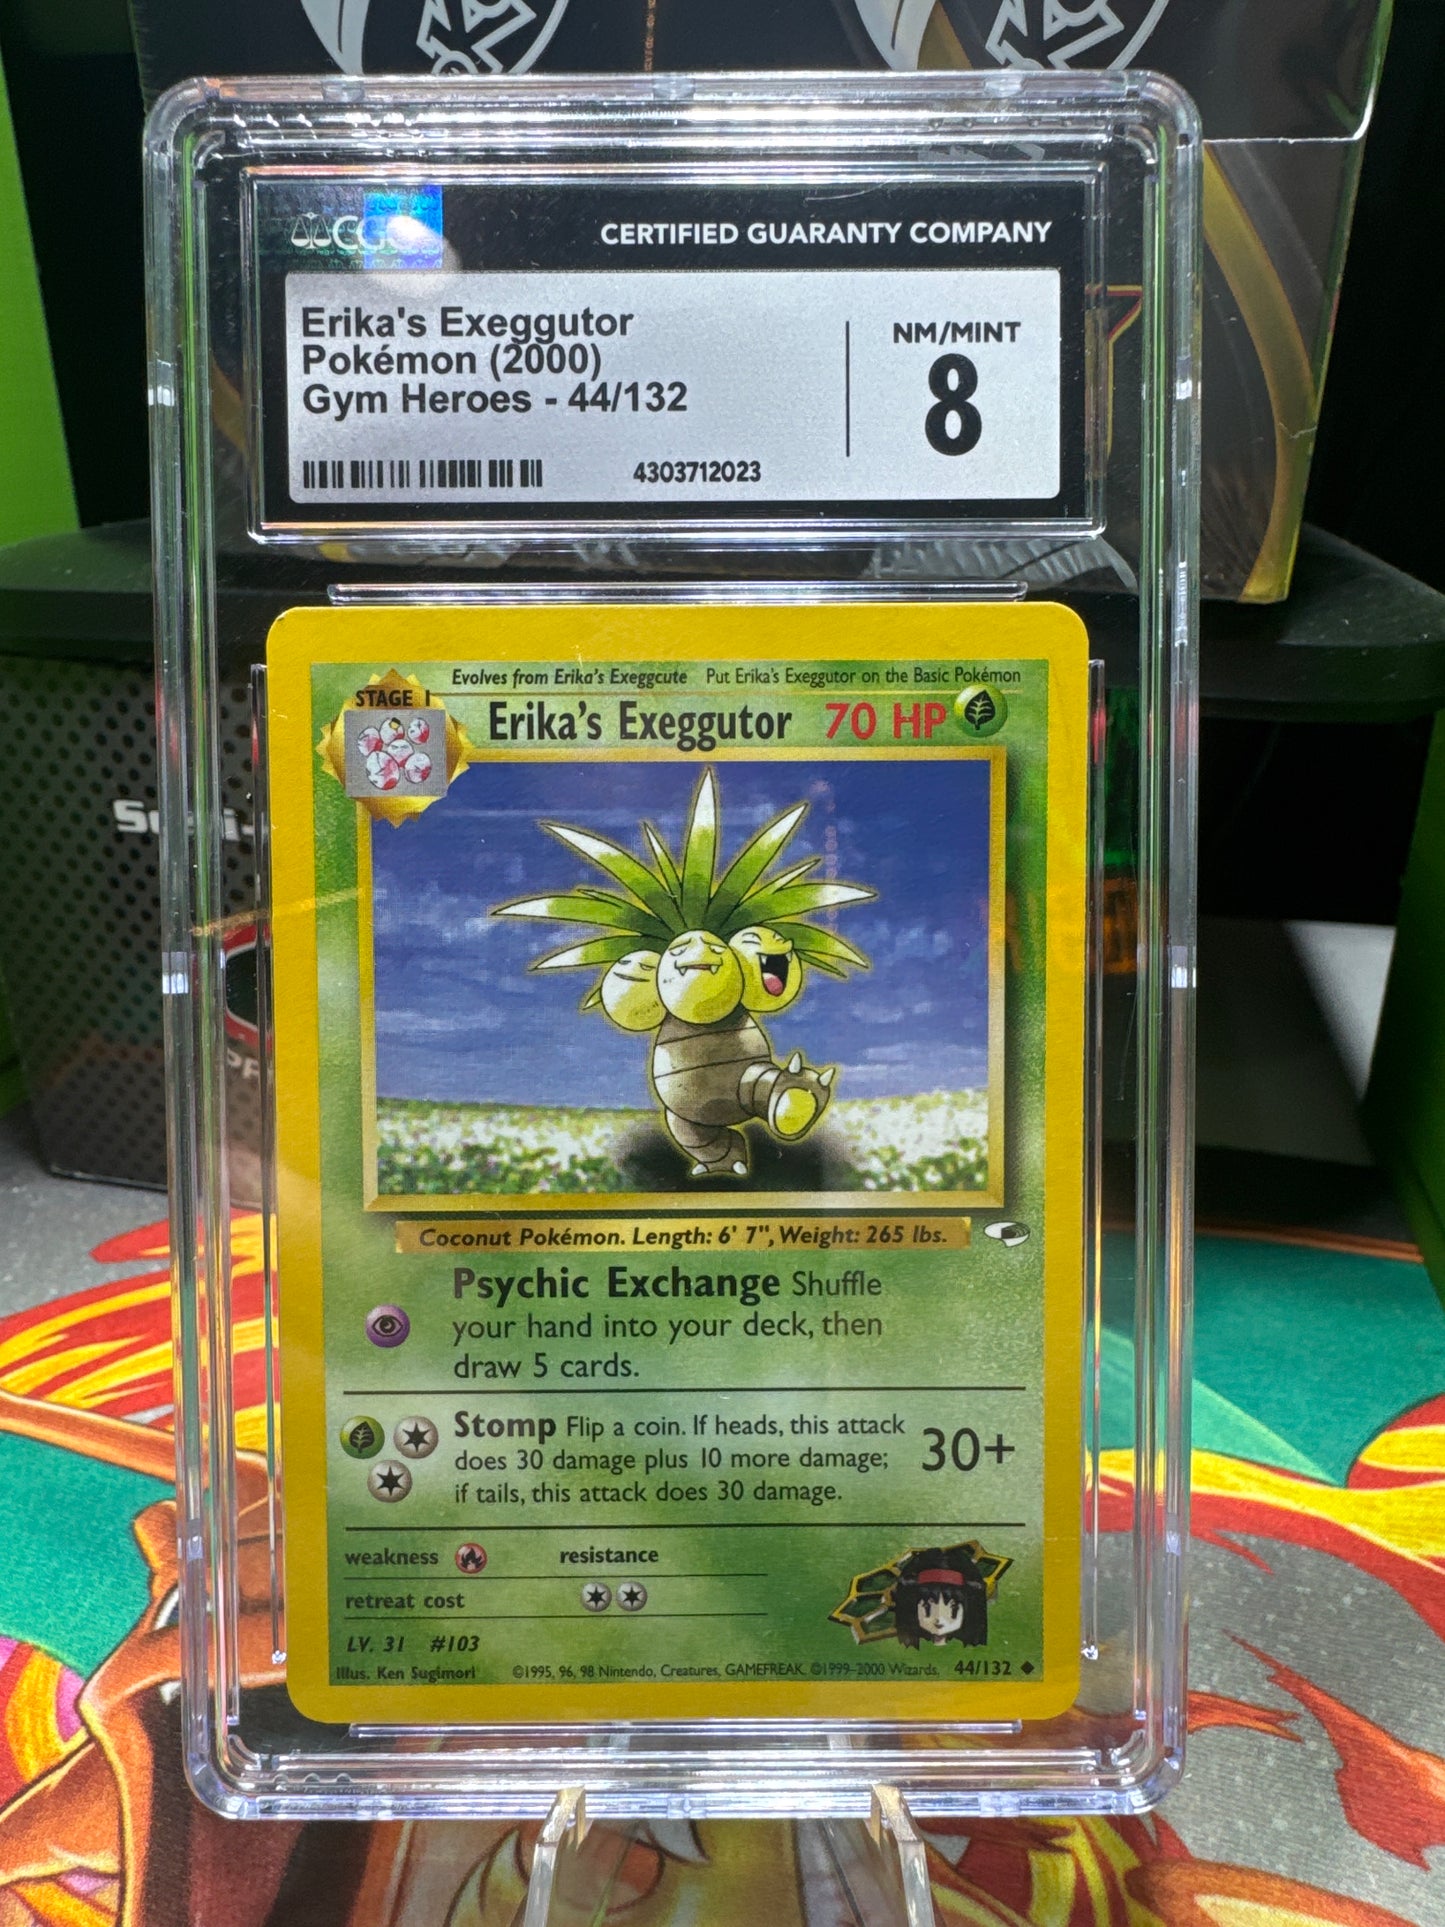 CGC
CERTIFIED GUARANTY COMPANY
Erika's Exeggutor
Pokémon (2000)
Gym Heroes - 44/132
NM/MINT
8
4303712023
Evolves from Erika's Exeggcute Put Erika's Exeggutor on the Basic Pokémon
STAGE 1
Erika's Exeggutor 70 HP
Coconut Pokémon. Length: 6' 7", Weight: 265 lbs.
Psychic Exchange Shuffle
your hand into your deck, then
draw 5 cards.
Stomp Flip a coin. If heads, this attack
does 30 damage plus 10 more damage;
if tails, this attack does 30 damage.
30+
weakness resistance
retreat cost
LV. 31 #103
Illus. Ken Sugimori ©1995, 96, 98 Nintendo, Creatures, GAMEFREAK. ©1999-2000 Wizards. 44/132